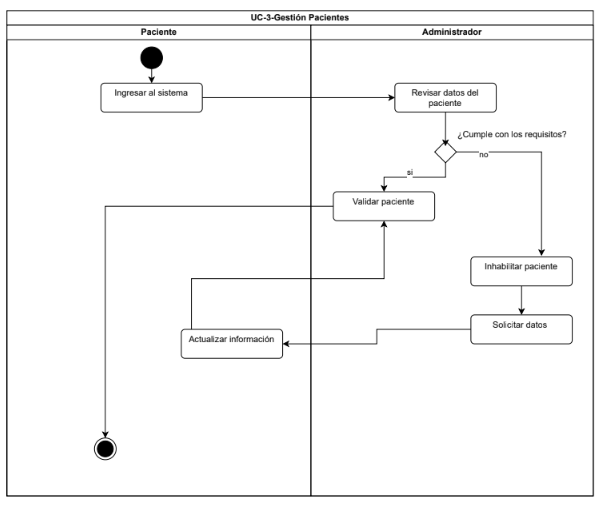 UC-3-Gestión Pacientes
Paciente
Administrador
Ingresar al sistema
Revisar datos del
paciente
¿Cumple con los requisitos?
no
si
Validar paciente
Inhabilitar paciente
Solicitar datos
Actualizar información